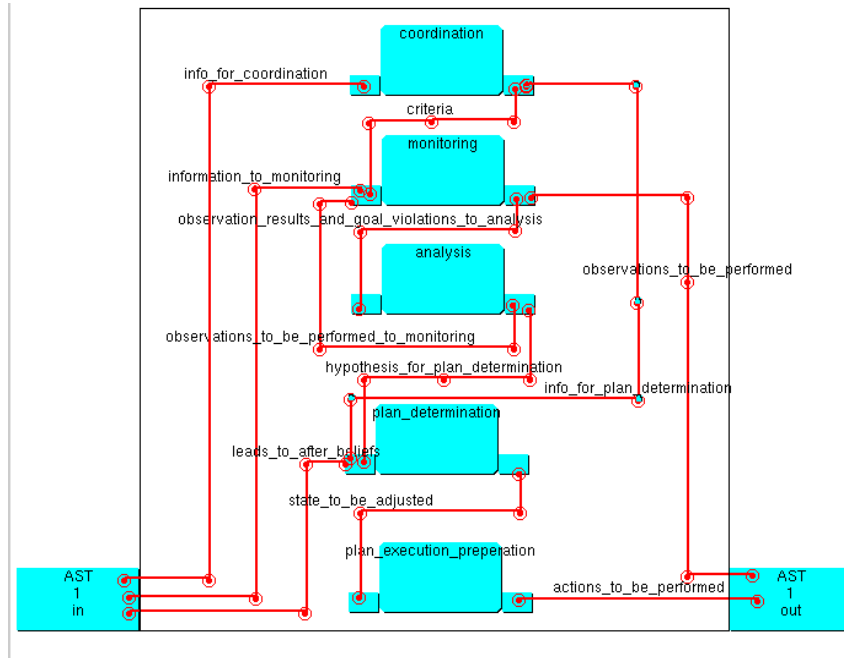 coordination
info_for_coordination
criteria
monitoring
information_to_monitoring
observation_results_and_goal_violations_to_analysis
analysis
observations_to_be_performed
observations_to_be_performed_to_monitoring
hypothesis_for_plan_determination
info_for_plan_determination
plan_determination
leads_to_after_beliefs
state_to_be_adjusted
plan_execution_preperation
actions_to_be_performed
AST
1
in
AST
1
out